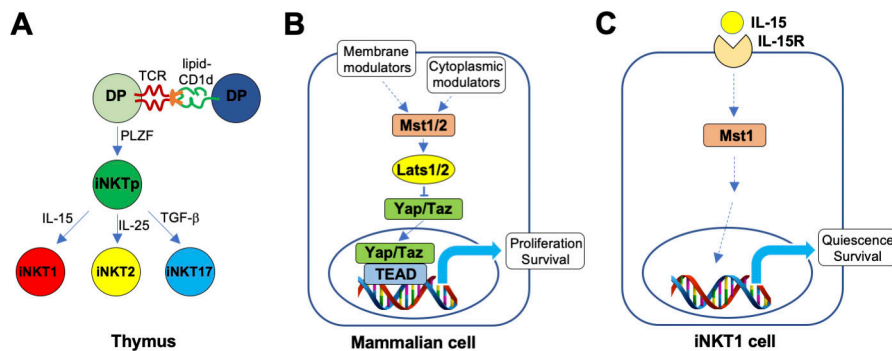 A
TCR
lipid-
CD1d
DP
DP
PLZF
iNKTp
IL-15
IL-25
TGF-β
iNKT1
iNKT2
iNKT17
Thymus
B
Membrane
modulators
Cytoplasmic
modulators
Mst1/2
Lats1/2
Yap/Taz
Yap/Taz
TEAD
Proliferation
Survival
Mammalian cell
C
IL-15
IL-15R
Mst1
Quiescence
Survival
iNKT1 cell